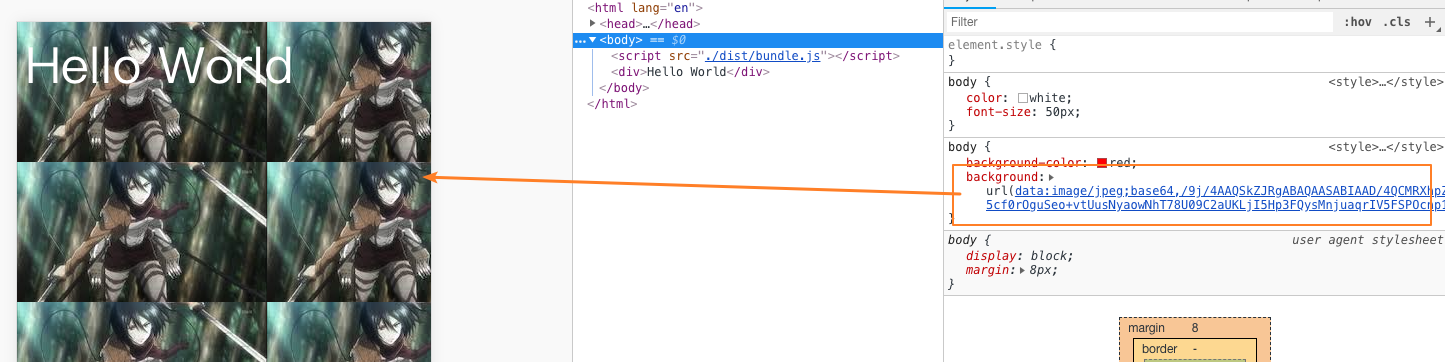 Hello World
<html lang="en">
<head>…</head>
<body> == $0
<script src="./dist/bundle.js"></script>
<div>Hello World</div>
</body>
</html>
Filter :hov .cls +
element.style {
}
body { <style>…</style>
color: white;
font-size: 50px;
}
body { <style>…</style>
background-color: red;
background:
url(data:image/jpeg;base64,/9j/4AAQSkZJRgABAQAASABIAAD/4QCMRXhpZ
5cf0rOguSeo+vtUusNyaowNhT78U09C2aUKLjI5Hp3FQysMnjuaqrIV5FSPOcnp1
}
body { user agent stylesheet
display: block;
margin: 8px;
}
margin 8
border -